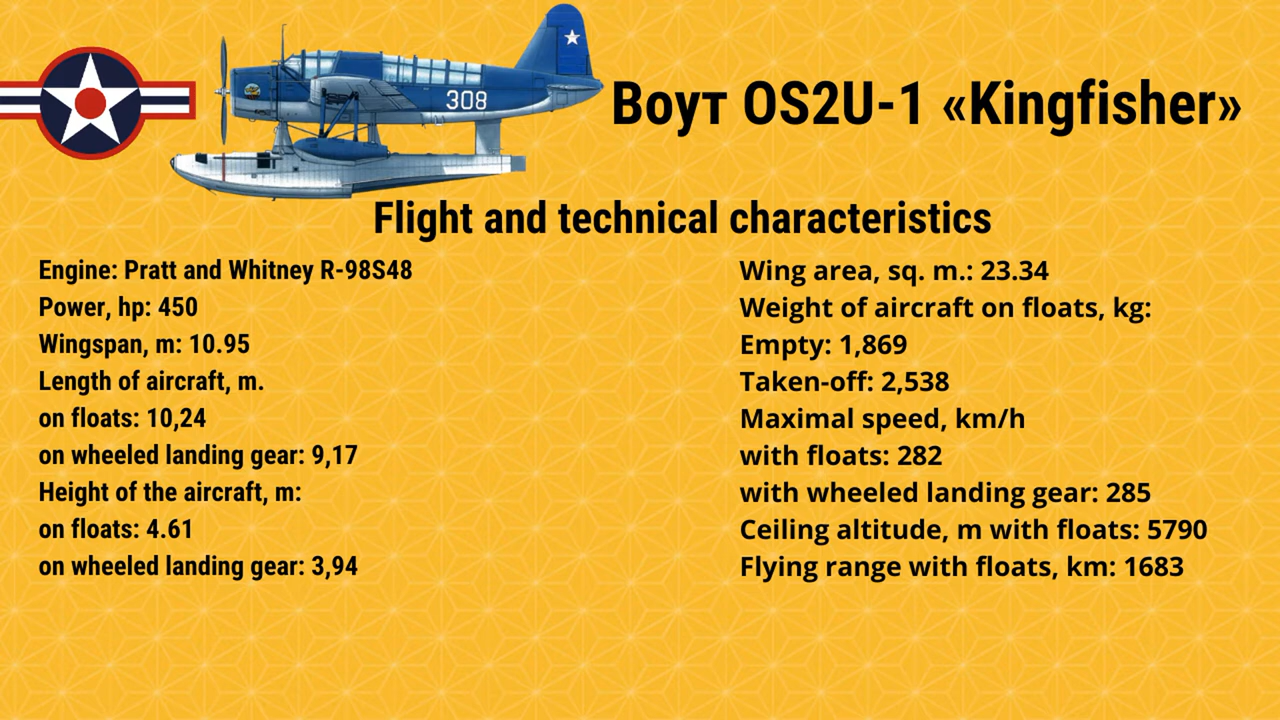 308
Воут OS2U-1 «Kingfisher»
Flight and technical characteristics
Engine: Pratt and Whitney R-98S48
Power, hp: 450
Wingspan, m: 10.95
Length of aircraft, m.
on floats: 10,24
on wheeled landing gear: 9,17
Height of the aircraft, m:
on floats: 4.61
on wheeled landing gear: 3,94
Wing area, sq. m.: 23.34
Weight of aircraft on floats, kg:
Empty: 1,869
Taken-off: 2,538
Maximal speed, km/h
with floats: 282
with wheeled landing gear: 285
Ceiling altitude, m with floats: 5790
Flying range with floats, km: 1683